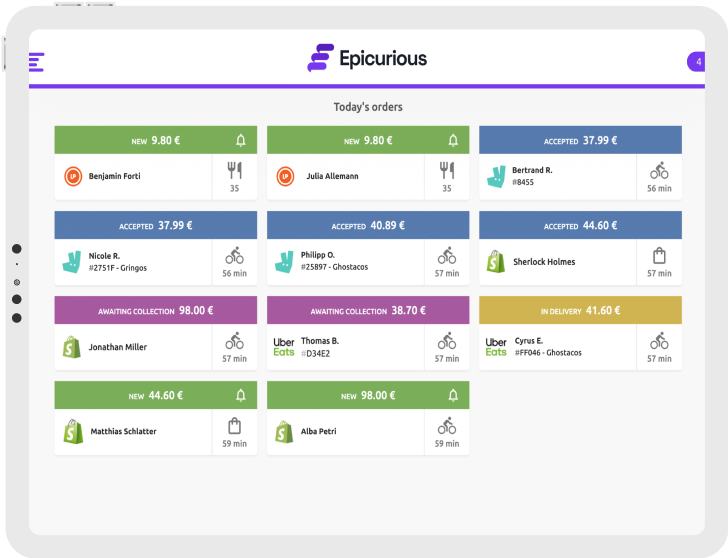 Epicurious
4
Today's orders
NEW 9.80 €
LP
Benjamin Forti
35
NEW 9.80 €
LP
Julia Allemann
35
ACCEPTED 37.99 €
Bertrand R.
#8455
56 min
ACCEPTED 37.99 €
Nicole R.
#2751F - Gringos
56 min
ACCEPTED 40.89 €
Philipp O.
#25897 - Ghostacos
57 min
ACCEPTED 44.60 €
S
Sherlock Holmes
57 min
AWAITING COLLECTION 98.00 €
S
Jonathan Miller
57 min
AWAITING COLLECTION 38.70 €
Uber
Eats
Thomas B.
#D34E2
57 min
IN DELIVERY 41.60 €
Uber
Eats
Cyrus E.
#FF046 - Ghostacos
57 min
NEW 44.60 €
S
Matthias Schlatter
59 min
NEW 98.00 €
S
Alba Petri
59 min